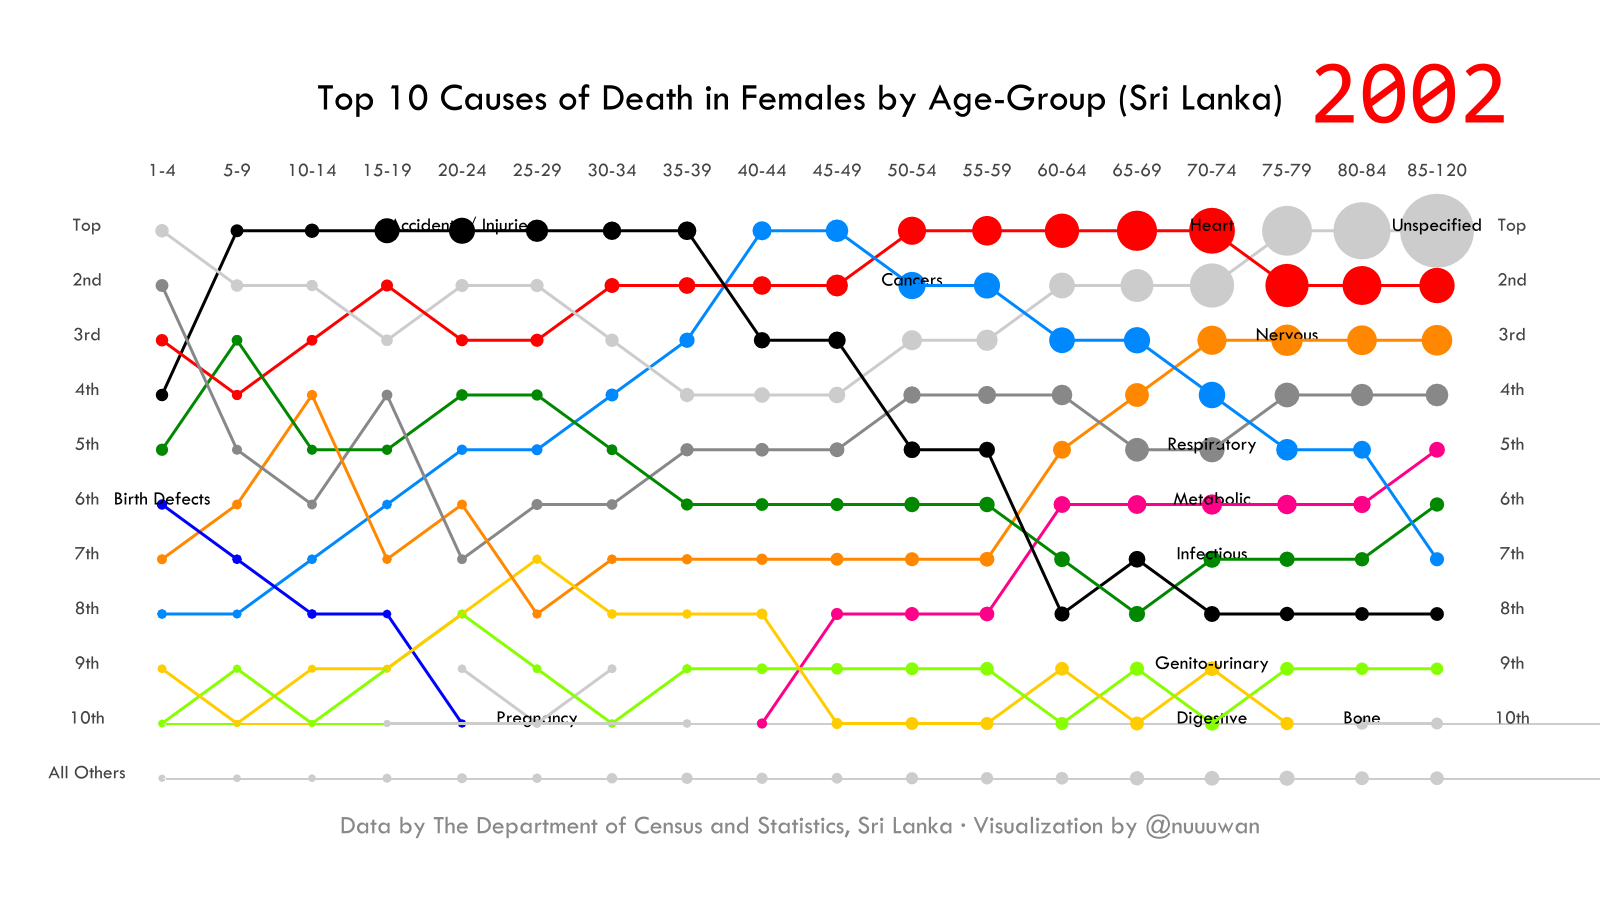 Top 10 Causes of Death in Females by Age-Group (Sri Lanka) 2002
1-4 5-9 10-14 15-19 20-24 25-29 30-34 35-39 40-44 45-49 50-54 55-59 60-64 65-69 70-74 75-79 80-84 85-120
Top Accidents / Injuries Heart Unspecified Top
2nd Cancers 2nd
3rd Nervous 3rd
4th 4th
5th Respiratory 5th
6th Birth Defects Metabolic 6th
7th Infectious 7th
8th 8th
9th Genito-urinary 9th
10th Pregnancy Digestive Bone 10th
All Others
Data by The Department of Census and Statistics, Sri Lanka · Visualization by @nuuuwan